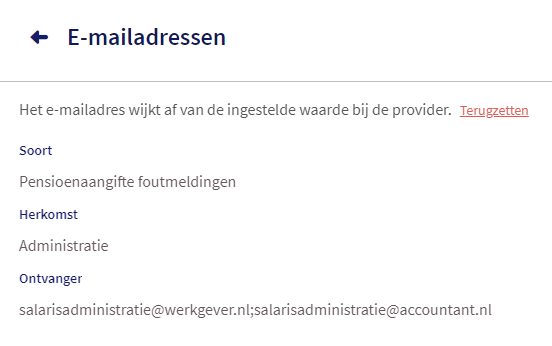 E-mailadressen
Het e-mailadres wijkt af van de ingestelde waarde bij de provider. Terugzetten
Soort
Pensioenaangifte foutmeldingen
Herkomst
Administratie
Ontvanger
salarisadministratie@werkgever.nl;salarisadministratie@accountant.nl